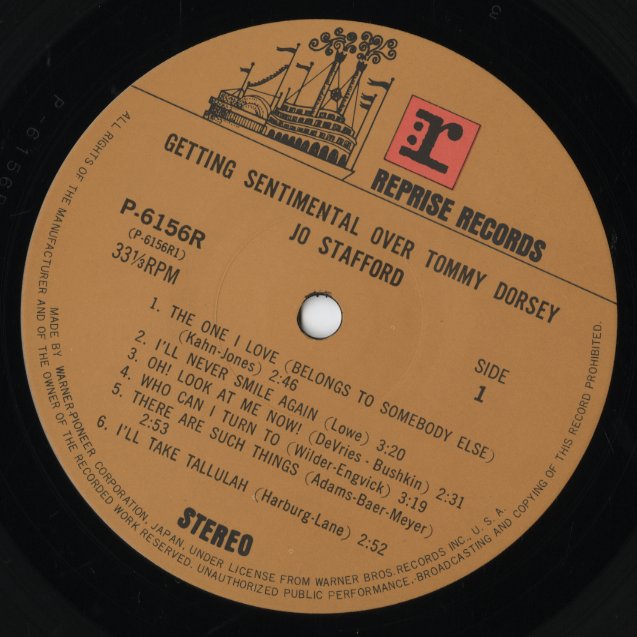 r:
REPRISE RECORDS
GETTING SENTIMENTAL OVER TOMMY DORSEY
JO STAFFORD
P-6156R
(P-6156R1)
33⅓RPM
SIDE
1
1. THE ONE I LOVE (BELONGS TO SOMEBODY ELSE)
(Kahn-Jones) 2:46
2. I'LL NEVER SMILE AGAIN (Lowe) 3:20
3. OH! LOOK AT ME NOW! (DeVries - Bushkin) 2:31
4. WHO CAN I TURN TO (Wilder-Engvick) 3:19
5. THERE ARE SUCH THINGS (Adams-Baer-Meyer)
2:53
6. I'LL TAKE TALLULAH (Harburg-Lane) 2:52
STEREO
ALL RIGHTS OF THE MANUFACTURER AND OF THE OWNER OF THE RECORDED WORK RESERVED. UNAUTHORIZED PUBLIC PERFORMANCE, BROADCASTING AND COPYING OF THIS RECORD PROHIBITED.
MADE BY WARNER-PIONEER CORPORATION, JAPAN, UNDER LICENSE FROM WARNER BROS. RECORDS INC., U. S. A.